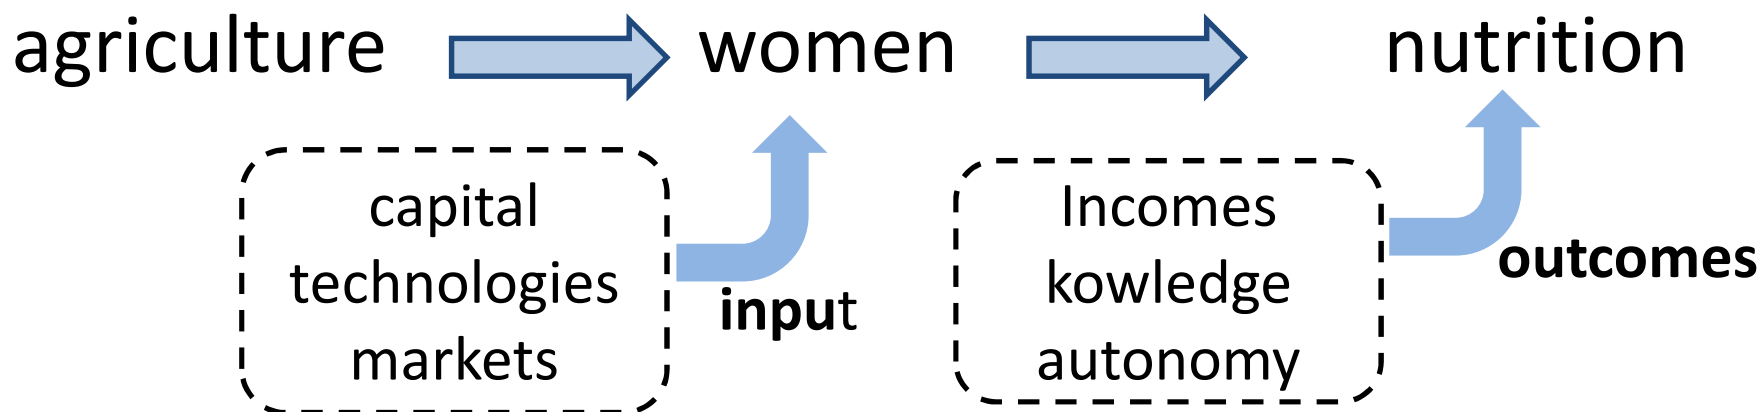 agriculture women nutrition
capital
technologies
markets
input
Incomes
kowledge
autonomy
outcomes